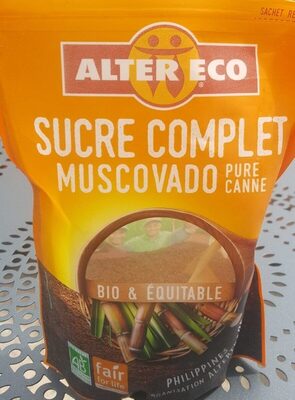 SACHET RE
ALTER ECO
®
SUCRE COMPLET
MUSCOVADO PURE
CANNE
BIO & ÉQUITABLE
AB
fair
for life
PHILIPPINE